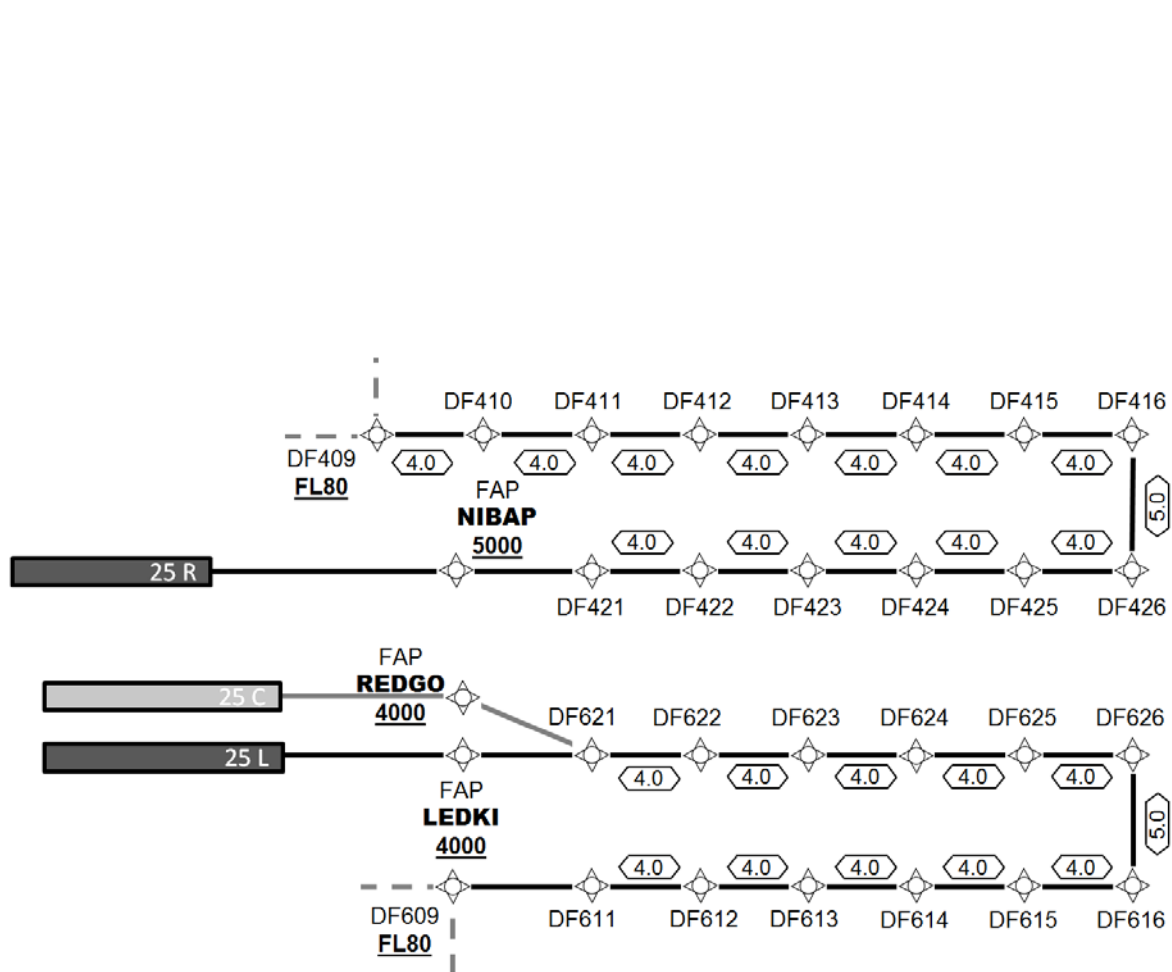 DF410 DF411 DF412 DF413 DF414 DF415 DF416
DF409
FL80
4.0 4.0 4.0 4.0 4.0 4.0 4.0
5.0
FAP
NIBAP
5000
4.0 4.0 4.0 4.0 4.0
25 R
DF421 DF422 DF423 DF424 DF425 DF426
FAP
REDGO
4000
25 C
DF621 DF622 DF623 DF624 DF625 DF626
25 L
4.0 4.0 4.0 4.0 4.0
FAP
LEDKI
4000
5.0
4.0 4.0 4.0 4.0 4.0
DF609
FL80
DF611 DF612 DF613 DF614 DF615 DF616